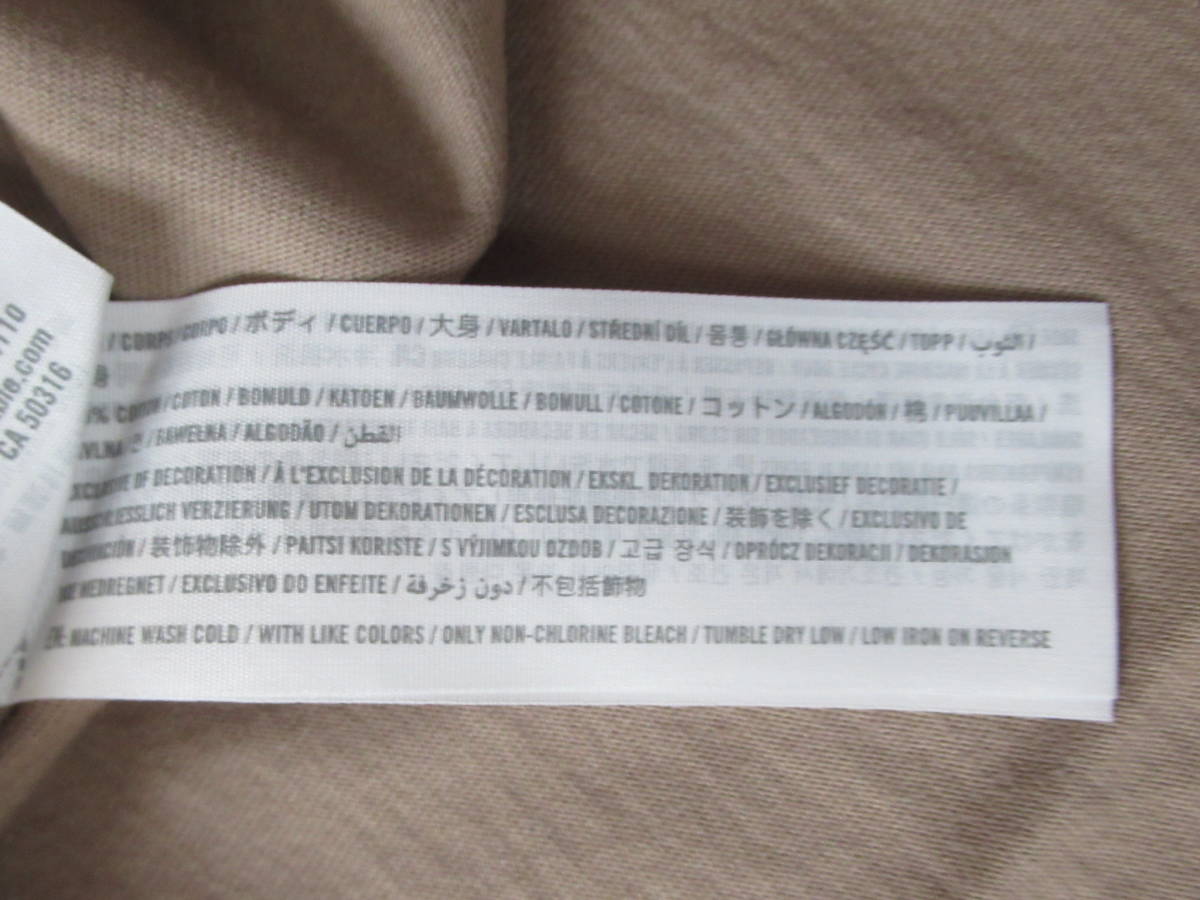 110
.com
CA 50316
/ CORPS / CORPO / ボディ / CUERPO / 大身 / VARTALO / STŘEDNÍ DÍL / 몸통 / GŁÓWNA CZĘŚĆ / TOPP / الثوب /
% COTON / COTON / BOMULD / KATOEN / BAUMWOLLE / BOMULL / COTONE / コットン / ALGODÓN / 棉 / PUUVILLAA /
/ BAWEŁNA / ALGODÃO / القطن
OF DECORATION / À L'EXCLUSION DE LA DÉCORATION / EKSKL. DEKORATION / EXCLUSIEF DECORATIE /
VERZIERUNG / UTOM DEKORATIONEN / ESCLUSA DECORAZIONE / 装飾を除く / EXCLUSIVO DE
/ 装饰物除外 / PAITSI KORISTE / S VÝJIMKOU OZDOB / 고급 장식 / OPRÓCZ DEKORACJI / DEKORASJON
MEDREGNET / EXCLUSIVO DO ENFEITE / دون زخرفة / 不包括飾物
MACHINE WASH COLD / WITH LIKE COLORS / ONLY NON-CHLORINE BLEACH / TUMBLE DRY LOW / LOW IRON ON REVERSE